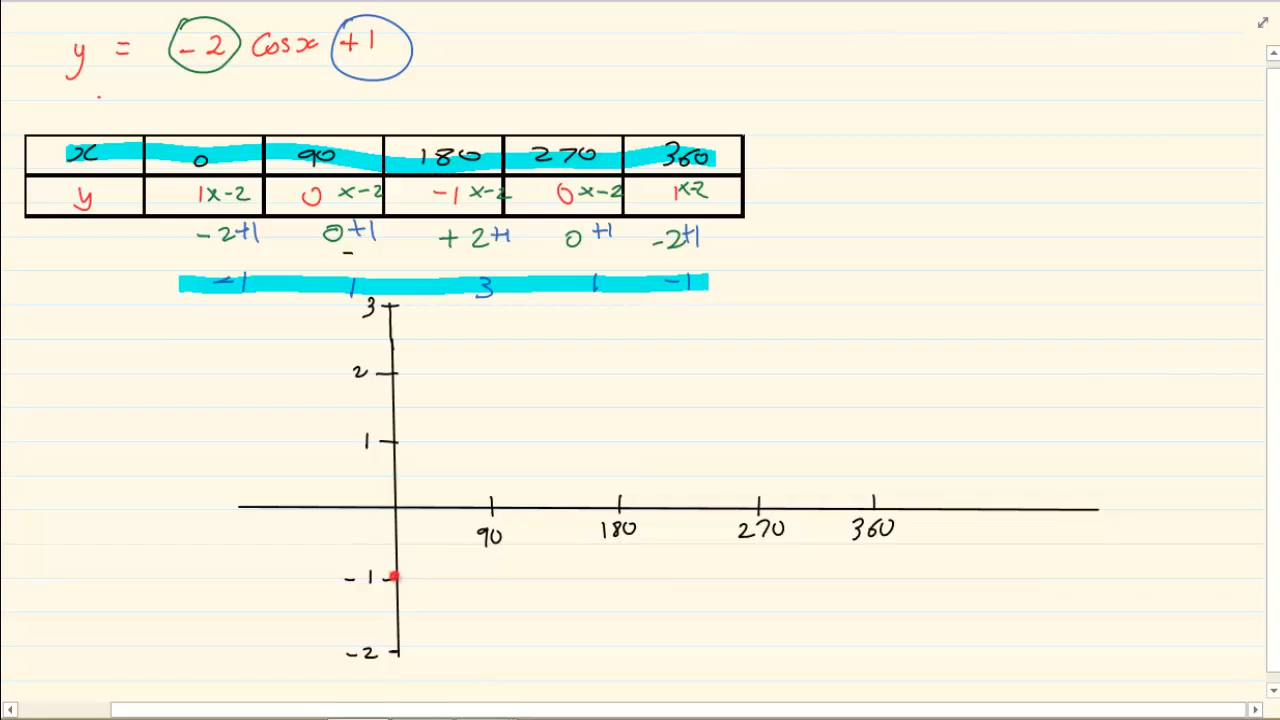 y = -2 cosx +1
x 0 90 180 270 360
y 1x-2 0 x-2 -1 x-2 0x-2 1x-2
-2+1 0+1 +2+1 0+1 -2+1
-1 1 3 1 -1
3
2
1
90 180 270 360
-1
-2